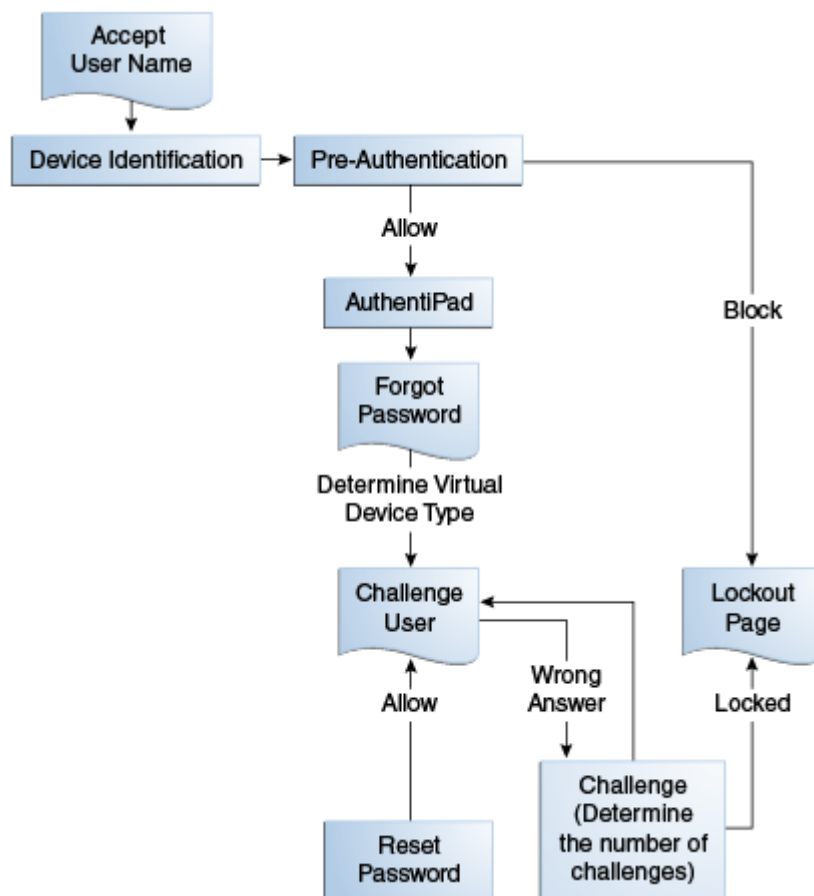 Accept
User Name
Device Identification
Pre-Authentication
Allow
AuthentiPad
Block
Forgot
Password
Determine Virtual
Device Type
Challenge
User
Lockout
Page
Wrong
Answer
Allow
Locked
Challenge
(Determine
the number of
challenges)
Reset
Password